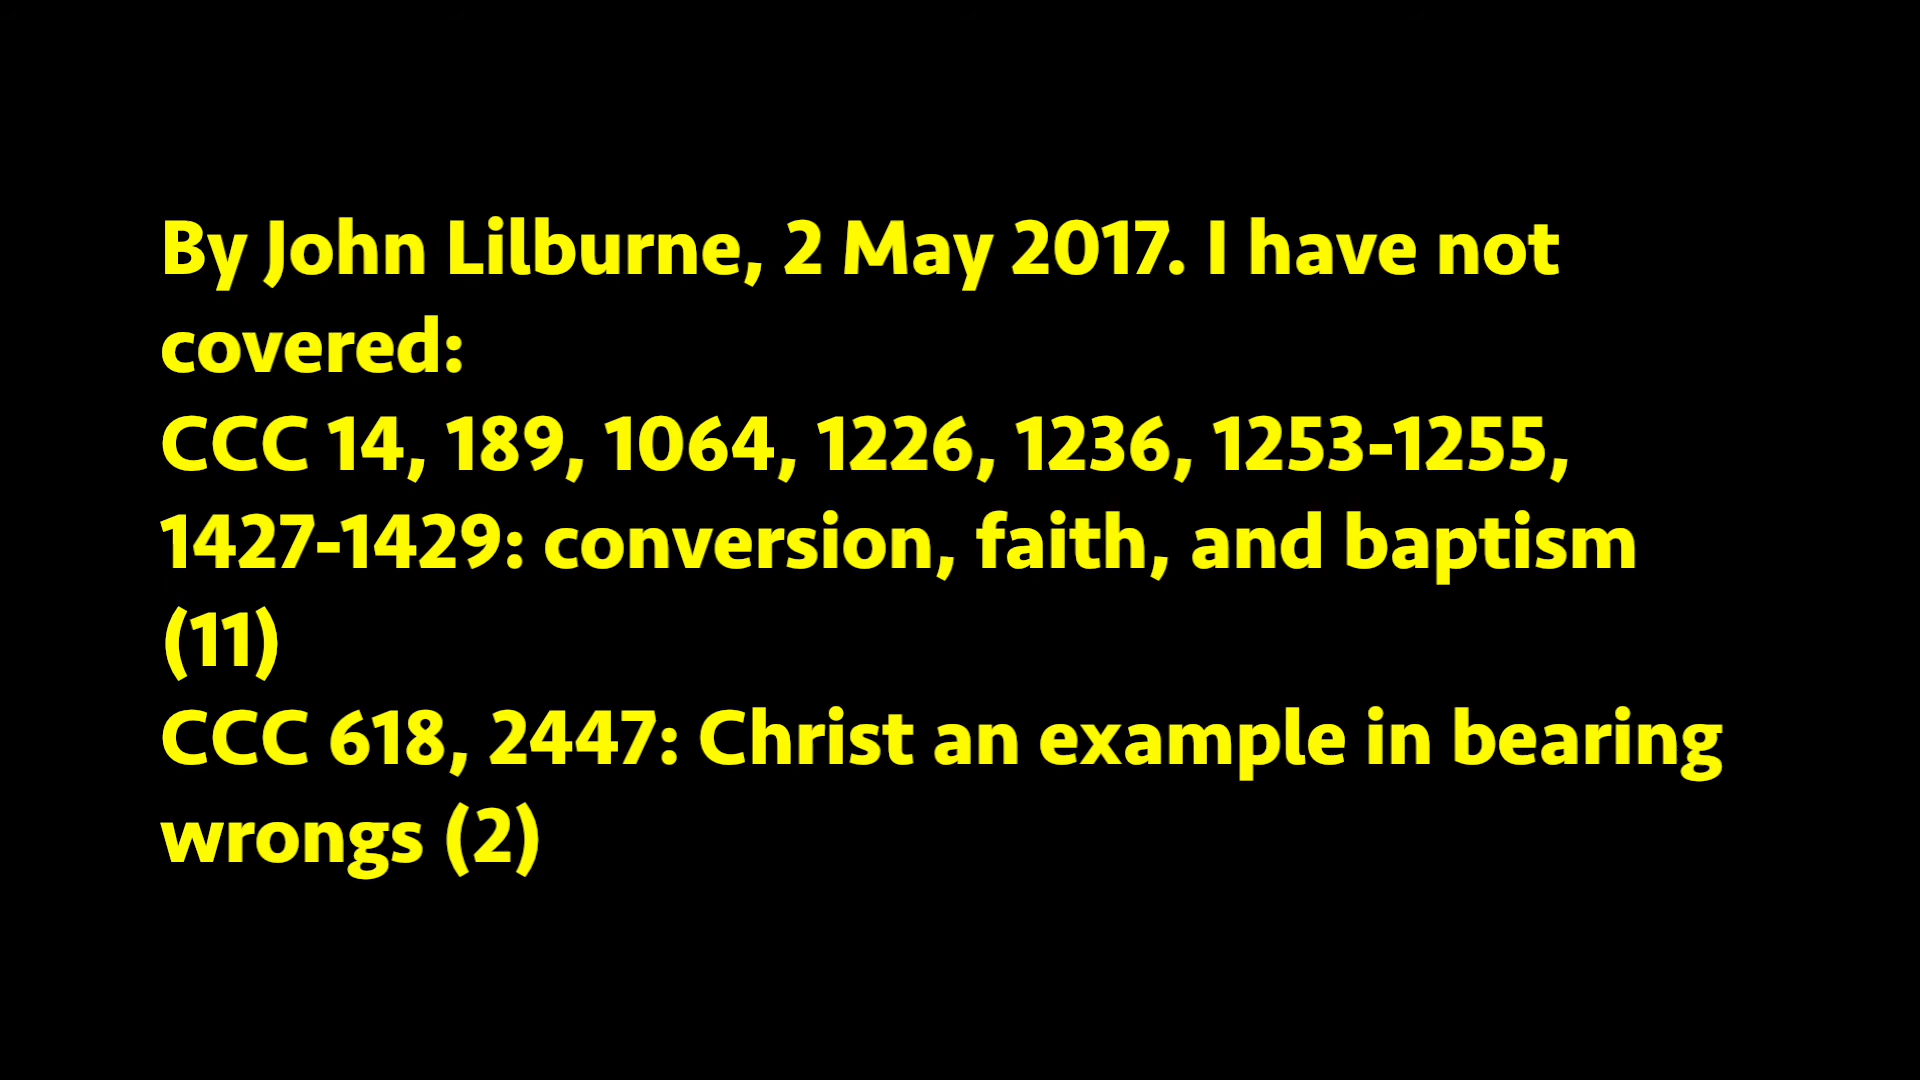 By John Lilburne, 2 May 2017. I have not
covered:
CCC 14, 189, 1064, 1226, 1236, 1253-1255,
1427-1429: conversion, faith, and baptism
(11)
CCC 618, 2447: Christ an example in bearing
wrongs (2)